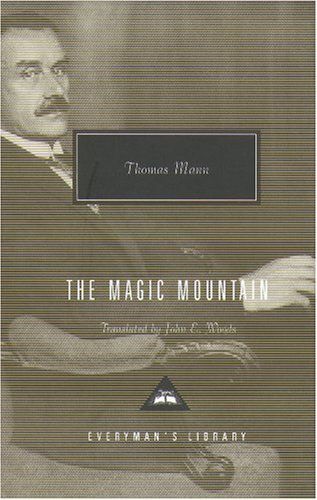 Thomas Mann
THE MAGIC MOUNTAIN
Translated by John E. Woods
EVERYMAN'S LIBRARY